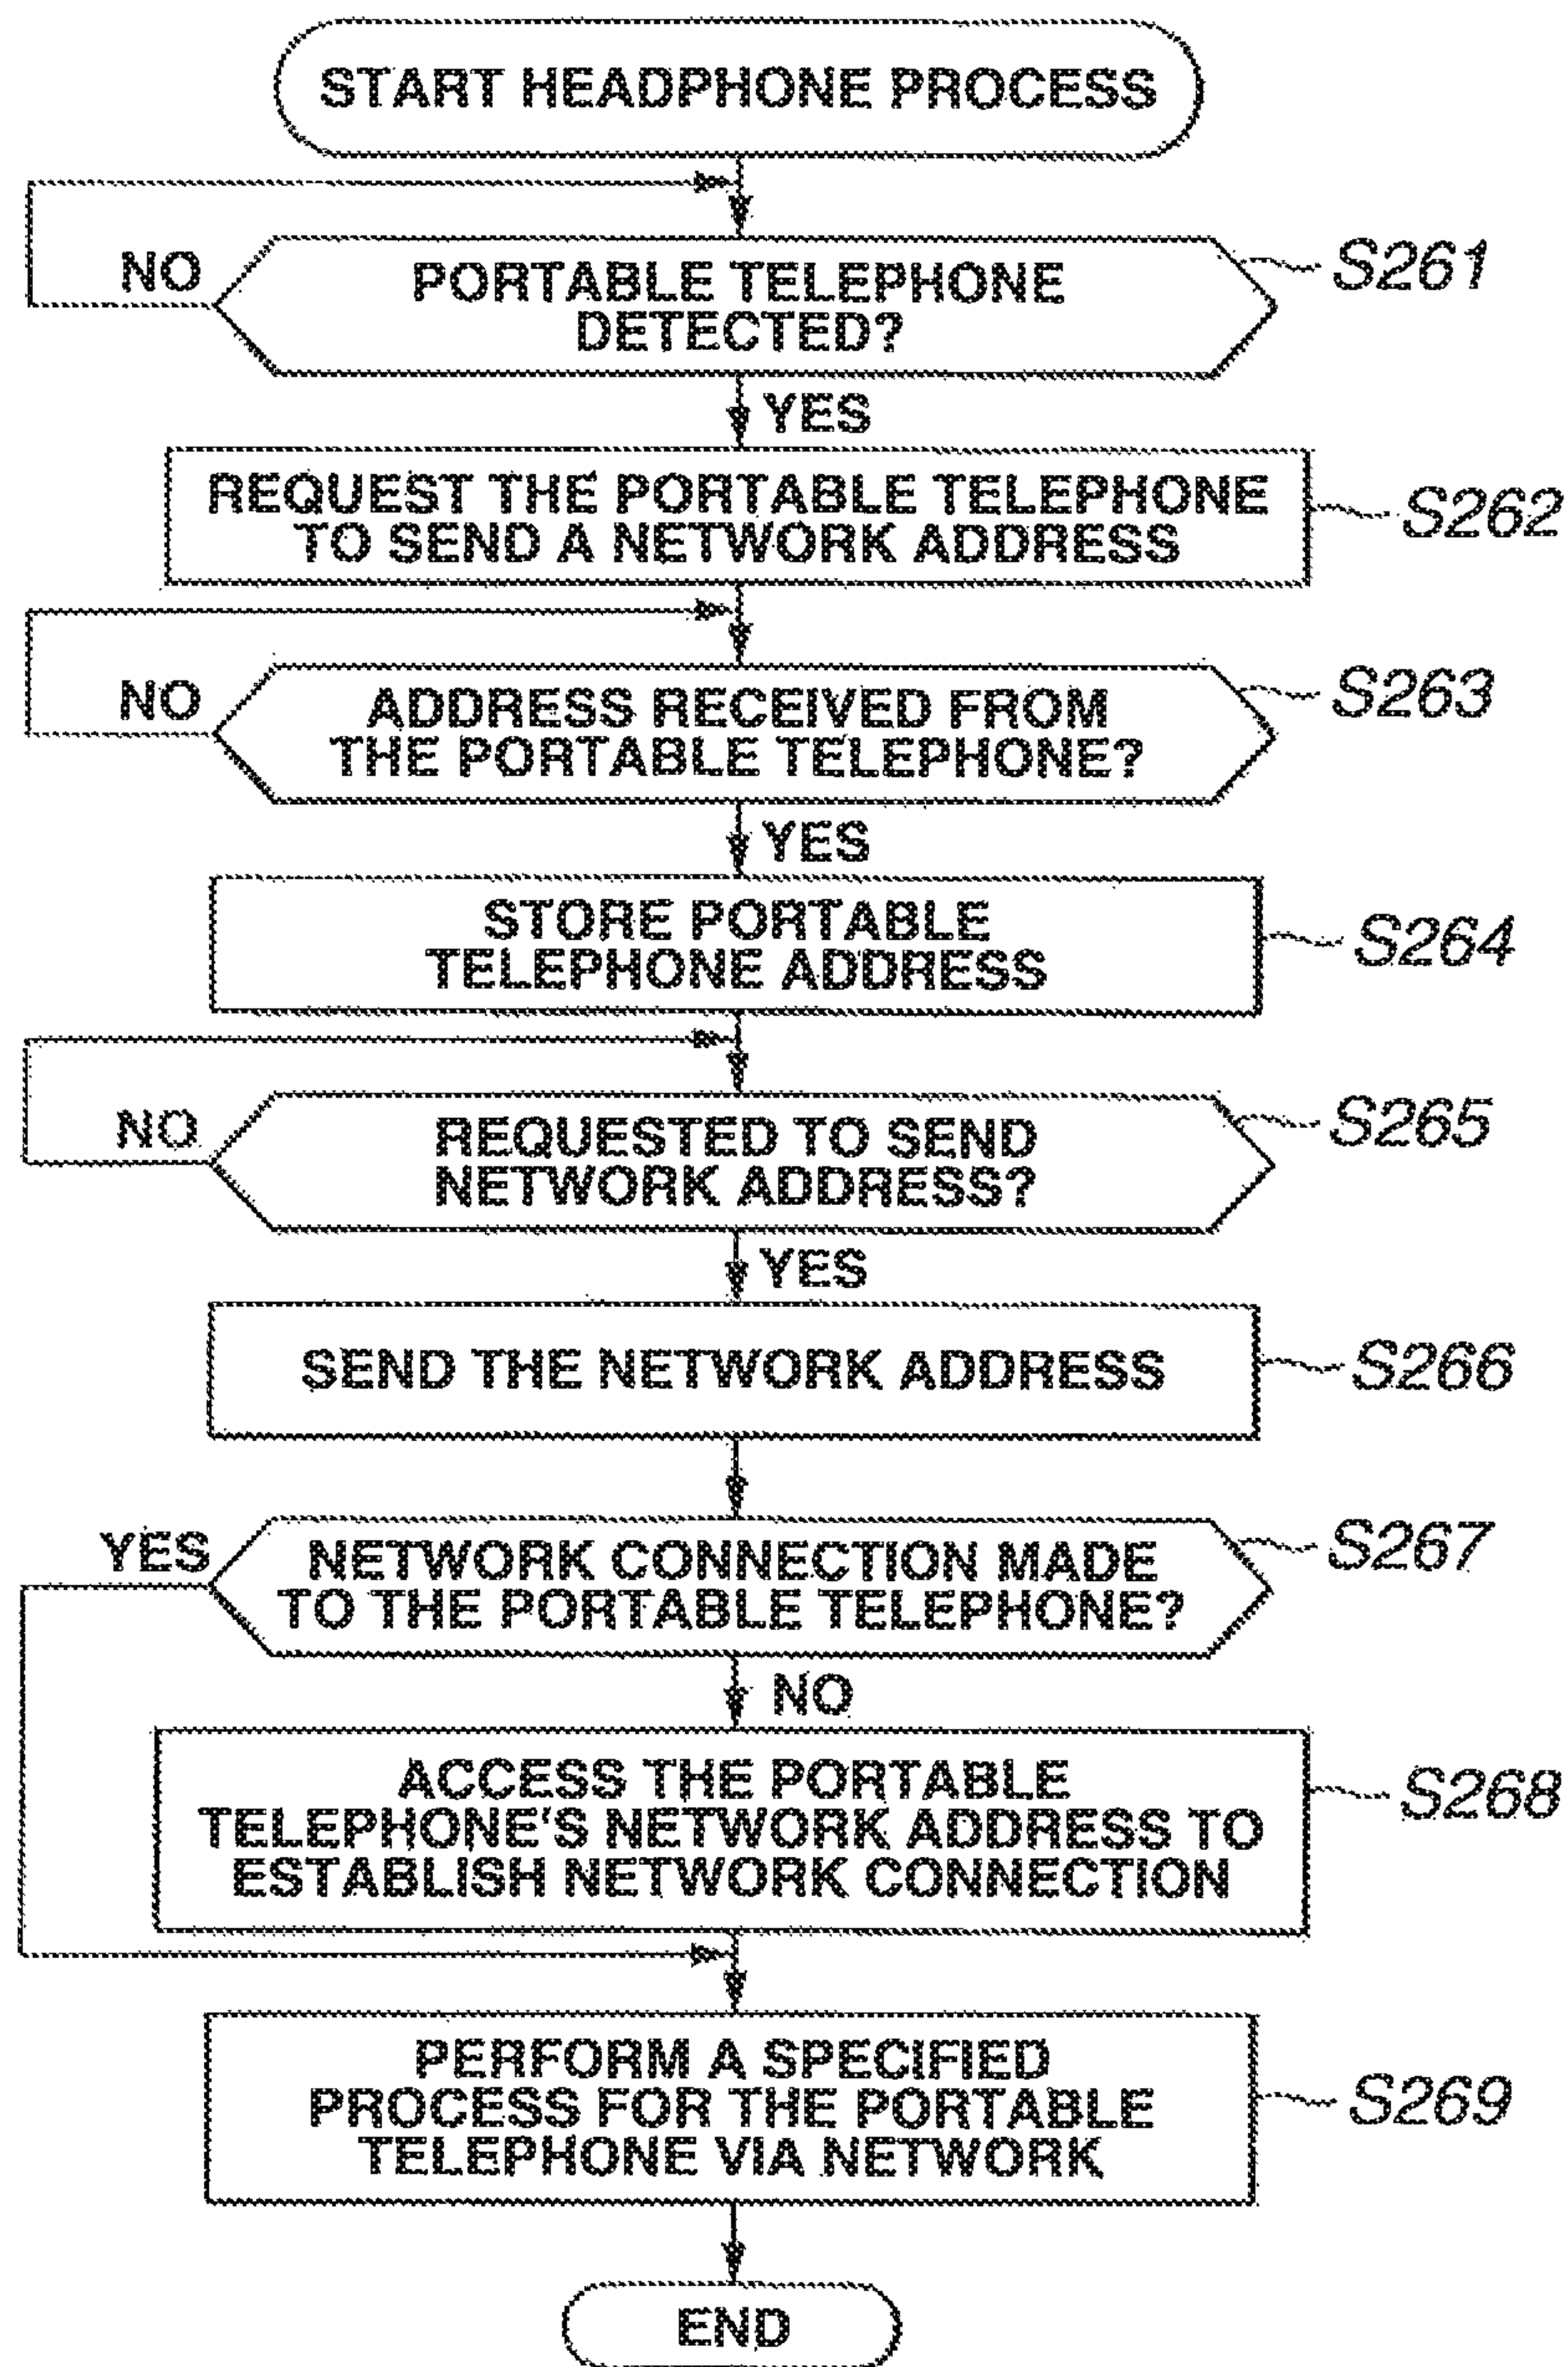 START HEADPHONE PROCESS
NO
PORTABLE TELEPHONE
DETECTED?
S261
YES
REQUEST THE PORTABLE TELEPHONE
TO SEND A NETWORK ADDRESS
S262
NO
ADDRESS RECEIVED FROM
THE PORTABLE TELEPHONE?
S263
YES
STORE PORTABLE
TELEPHONE ADDRESS
S264
NO
REQUESTED TO SEND
NETWORK ADDRESS?
S265
YES
SEND THE NETWORK ADDRESS
S266
YES
NETWORK CONNECTION MADE
TO THE PORTABLE TELEPHONE?
S267
NO
ACCESS THE PORTABLE
TELEPHONE'S NETWORK ADDRESS TO
ESTABLISH NETWORK CONNECTION
S268
PERFORM A SPECIFIED
PROCESS FOR THE PORTABLE
TELEPHONE VIA NETWORK
S269
END